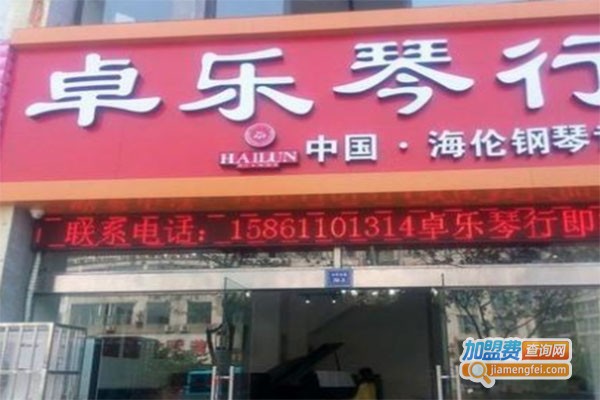 卓乐琴行
HAILUN
中国·海伦钢琴
联系电话：15861101314卓乐琴行即
加盟费查询网
jiamengfei.com